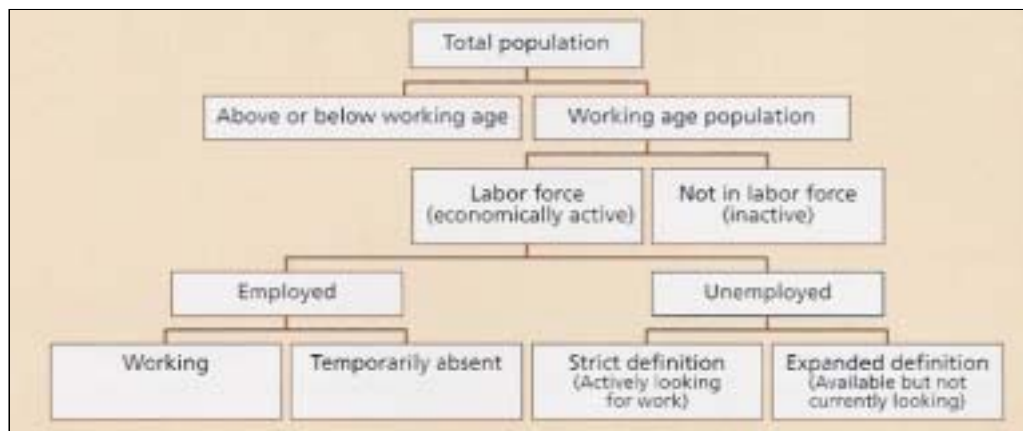 Total population
Above or below working age
Working age population
Labor force
(economically active)
Not in labor force
(inactive)
Employed
Unemployed
Working
Temporarily absent
Strict definition
(Actively looking
for work)
Expanded definition
(Available but not
currently looking)